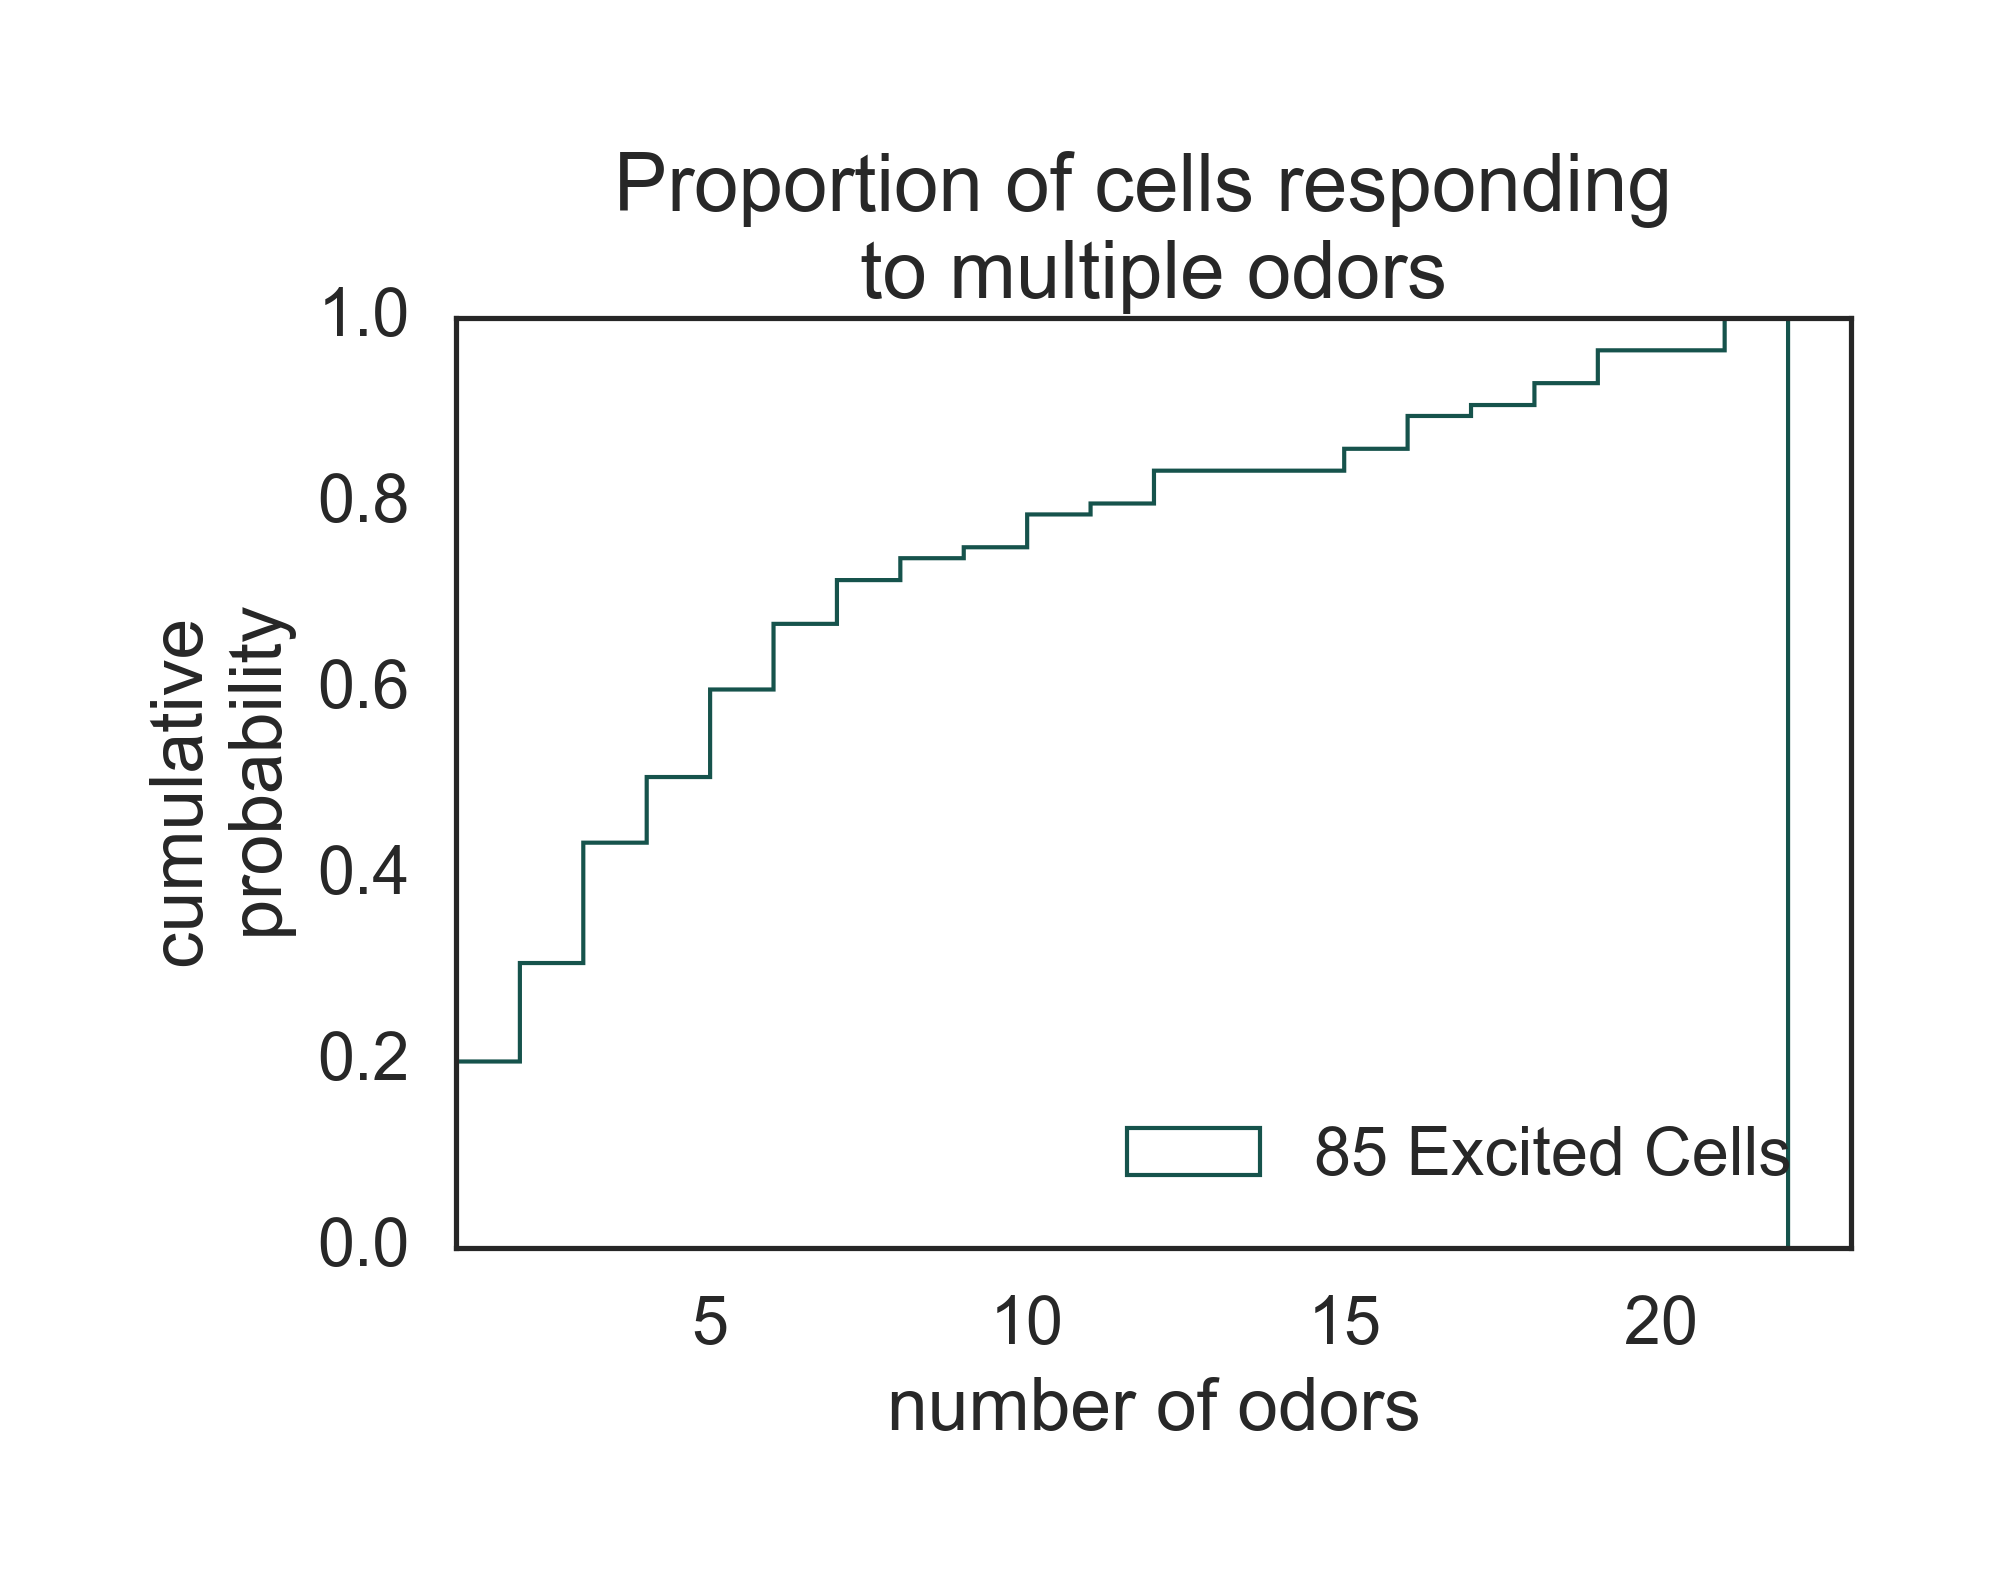 Proportion of cells responding
to multiple odors
1.0
0.8
0.6
0.4
0.2
0.0
cumulative
probability
85 Excited Cells
5 10 15 20
number of odors